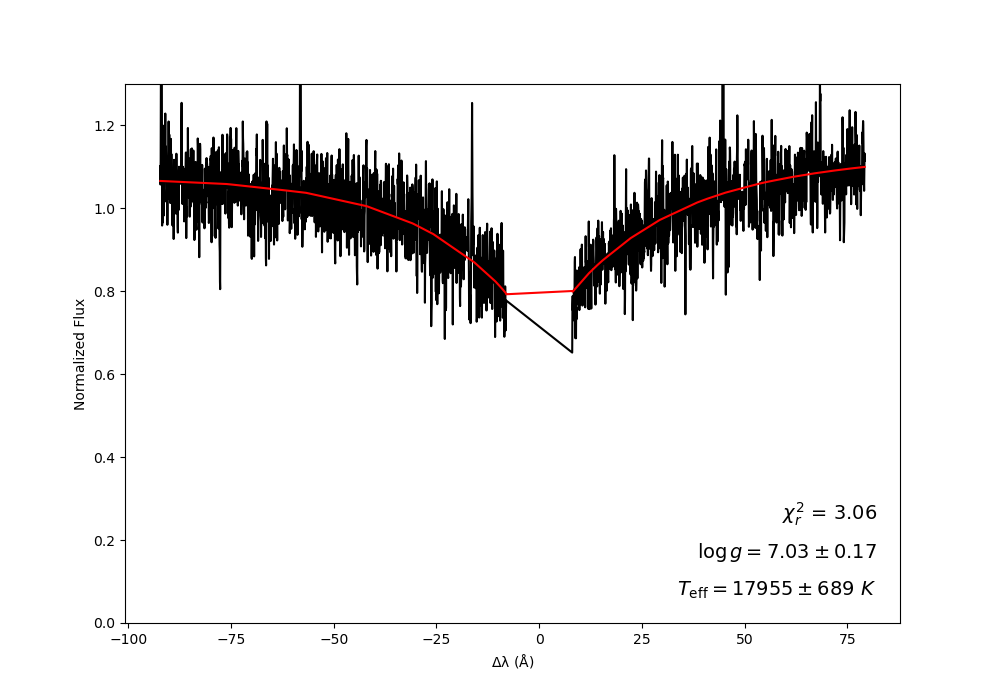 1.2
1.0
0.8
0.6
0.4
0.2
0.0
Normalized Flux
χ²ᵣ = 3.06
log g = 7.03 ± 0.17
T_eff = 17955 ± 689 K
−100 −75 −50 −25 0 25 50 75
Δλ (Å)